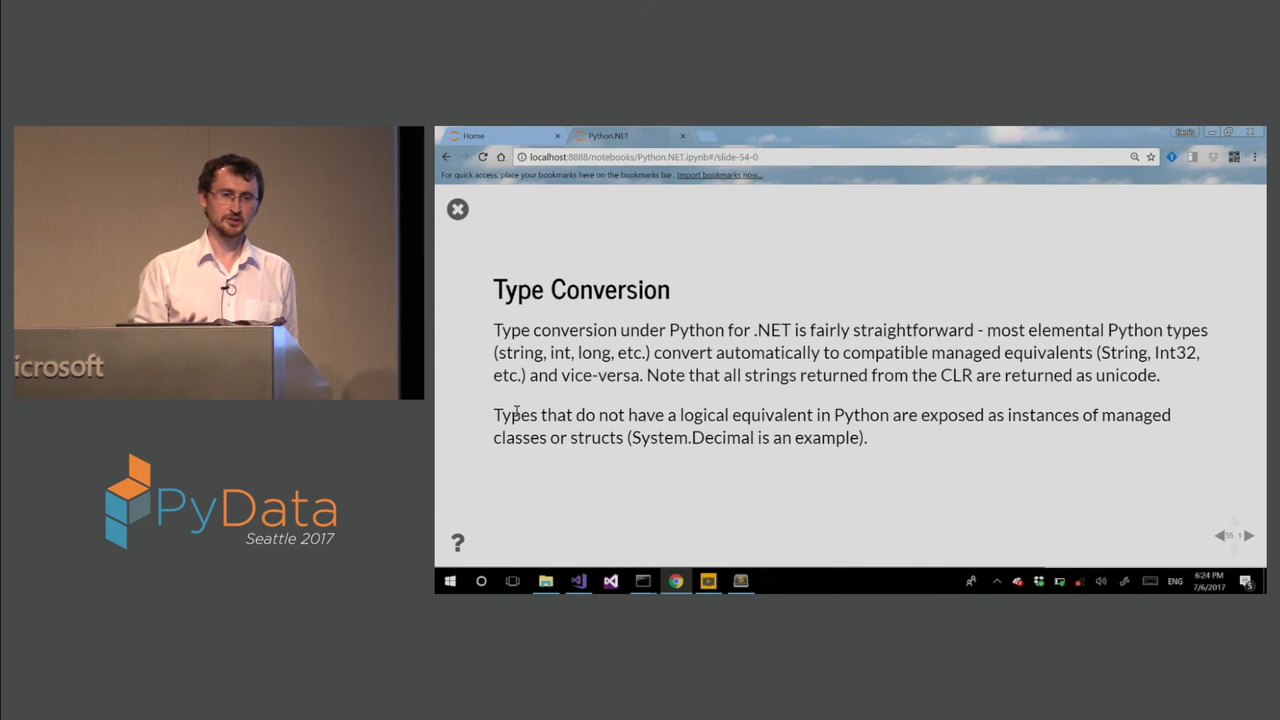 Home
Python.NET
Denis
localhost:8888/notebooks/Python.NET.ipynb#/slide-54-0
For quick access, place your bookmarks here on the bookmarks bar. Import bookmarks now...
Type Conversion
Type conversion under Python for .NET is fairly straightforward - most elemental Python types
(string, int, long, etc.) convert automatically to compatible managed equivalents (String, Int32,
etc.) and vice-versa. Note that all strings returned from the CLR are returned as unicode.
Types that do not have a logical equivalent in Python are exposed as instances of managed
classes or structs (System.Decimal is an example).
icrosoft
PyData
Seattle 2017
?
55 1
ENG
6:24 PM
7/6/2017
5